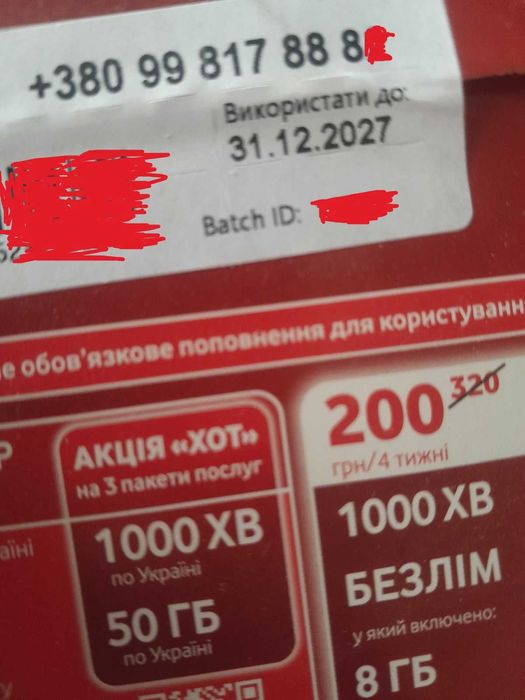 +380 99 817 88 8
Використати до:
31.12.2027
Batch ID:
обов'язкове поповнення для
АКЦІЯ «ХОТ»
на 3 пакети послуг
1000 ХВ
по Україні
50 ГБ
по Україні
200 320
грн/4 тижні
1000 ХВ
БЕЗЛІМ
у який включено:
8 ГБ